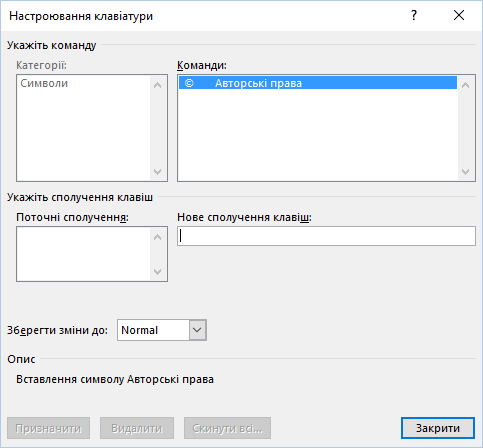 Настроювання клавіатури
?
Укажіть команду
Категорії: Команди:
Символи © Авторські права
Укажіть сполучення клавіш
Поточні сполучення: Нове сполучення клавіш:
Зберегти зміни до: Normal
Опис
Вставлення символу Авторські права
Призначити Видалити Скинути всі... Закрити